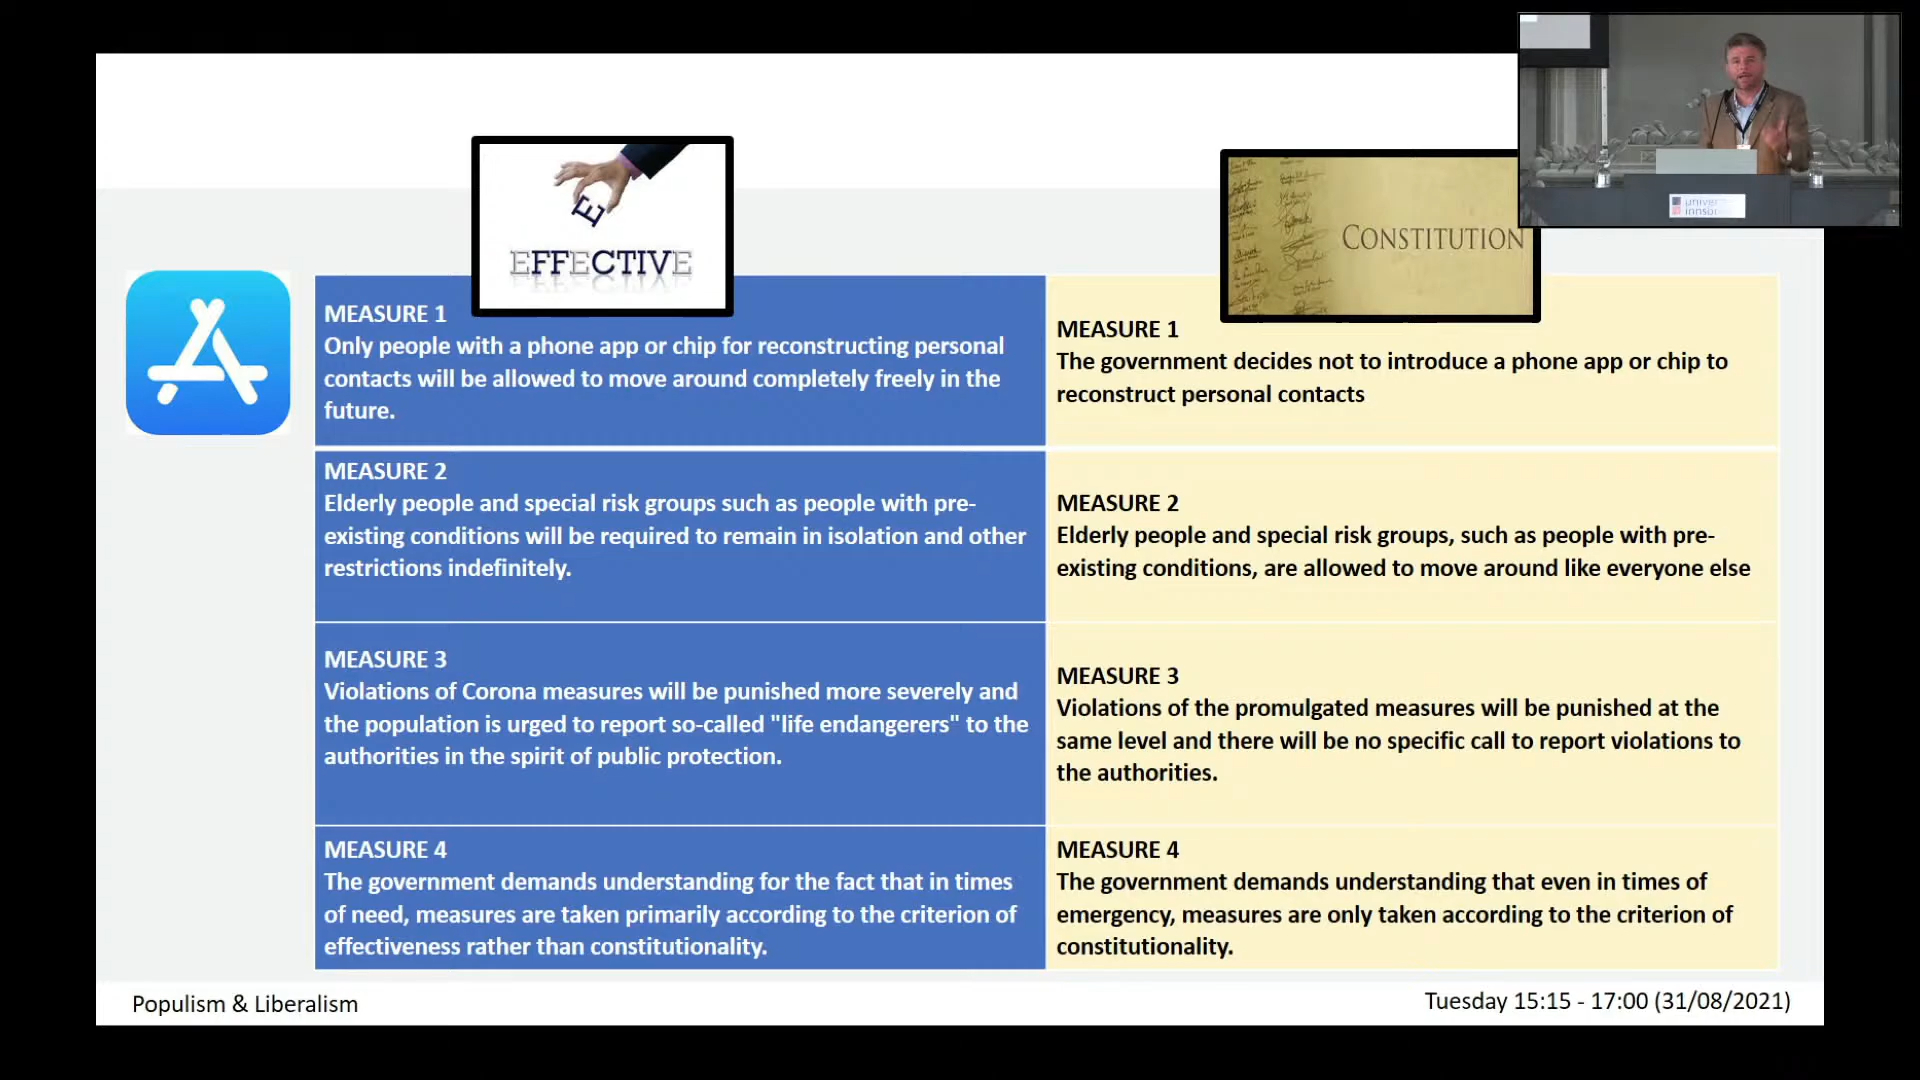 E
EFFECTIVE
CONSTITUTION
MEASURE 1
Only people with a phone app or chip for reconstructing personal
contacts will be allowed to move around completely freely in the
future.
MEASURE 1
The government decides not to introduce a phone app or chip to
reconstruct personal contacts
MEASURE 2
Elderly people and special risk groups such as people with pre-
existing conditions will be required to remain in isolation and other
restrictions indefinitely.
MEASURE 2
Elderly people and special risk groups, such as people with pre-
existing conditions, are allowed to move around like everyone else
MEASURE 3
Violations of Corona measures will be punished more severely and
the population is urged to report so-called "life endangerers" to the
authorities in the spirit of public protection.
MEASURE 3
Violations of the promulgated measures will be punished at the
same level and there will be no specific call to report violations to
the authorities.
MEASURE 4
The government demands understanding for the fact that in times
of need, measures are taken primarily according to the criterion of
effectiveness rather than constitutionality.
MEASURE 4
The government demands understanding that even in times of
emergency, measures are only taken according to the criterion of
constitutionality.
Populism & Liberalism
Tuesday 15:15 - 17:00 (31/08/2021)